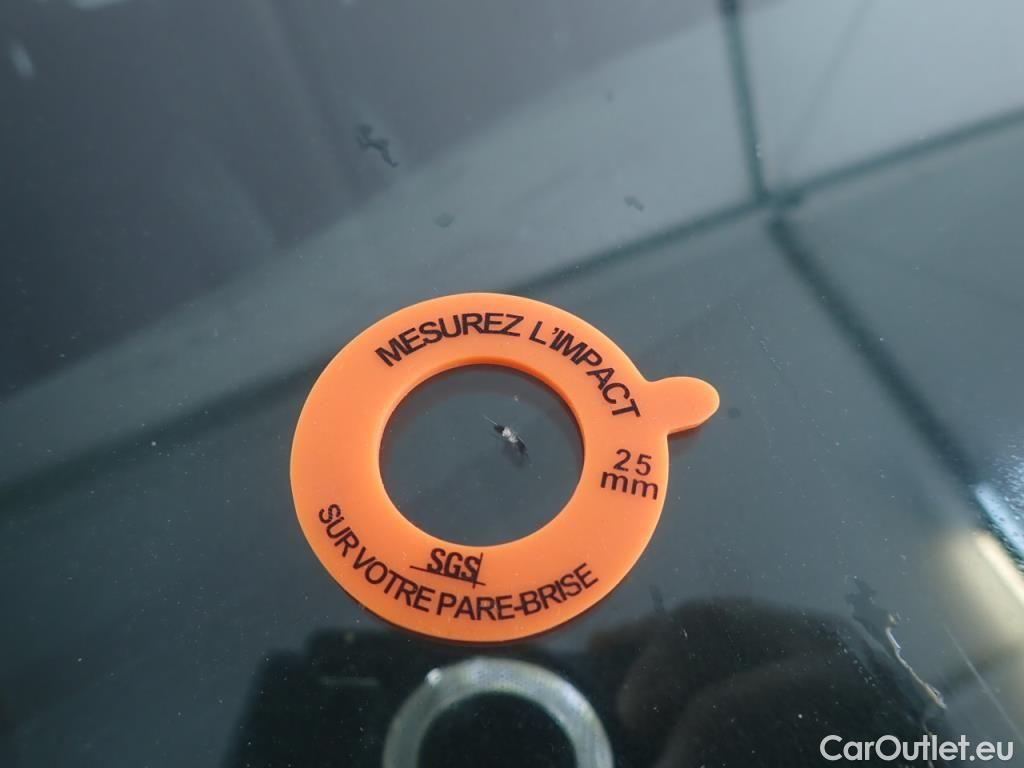 MESUREZ L'IMPACT
25
mm
SGS
SUR VOTRE PARE-BRISE
CarOutlet.eu